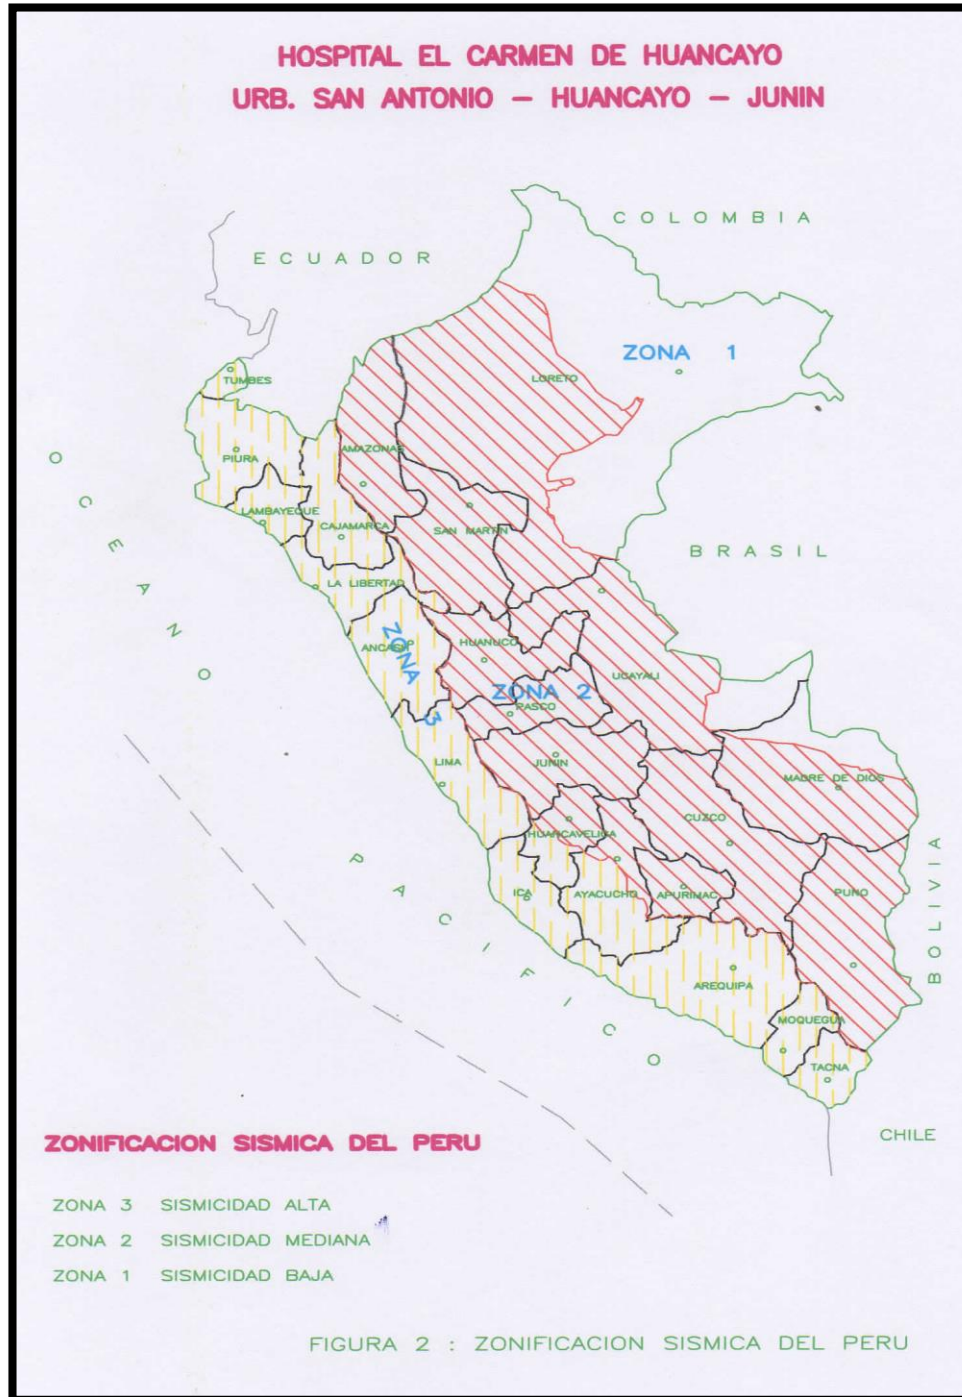 HOSPITAL EL CARMEN DE HUANCAYO
URB. SAN ANTONIO – HUANCAYO – JUNIN
COLOMBIA
ECUADOR
ZONA 1
LORETO
TUMBES
PIURA
AMAZONAS
LAMBAYEQUE
CAJAMARCA
SAN MARTIN
OCEANO
BRASIL
LA LIBERTAD
ANCASH
ZONA 3
HUANUCO
UCAYALI
ZONA 2
PASCO
LIMA
JUNIN
MADRE DE DIOS
CUZCO
HUANCAVELICA
ICA
AYACUCHO
APURIMAC
PUNO
BOLIVIA
PACIFICO
AREQUIPA
MOQUEGUA
TACNA
CHILE
ZONIFICACION SISMICA DEL PERU
ZONA 3 SISMICIDAD ALTA
ZONA 2 SISMICIDAD MEDIANA
ZONA 1 SISMICIDAD BAJA
FIGURA 2 : ZONIFICACION SISMICA DEL PERU